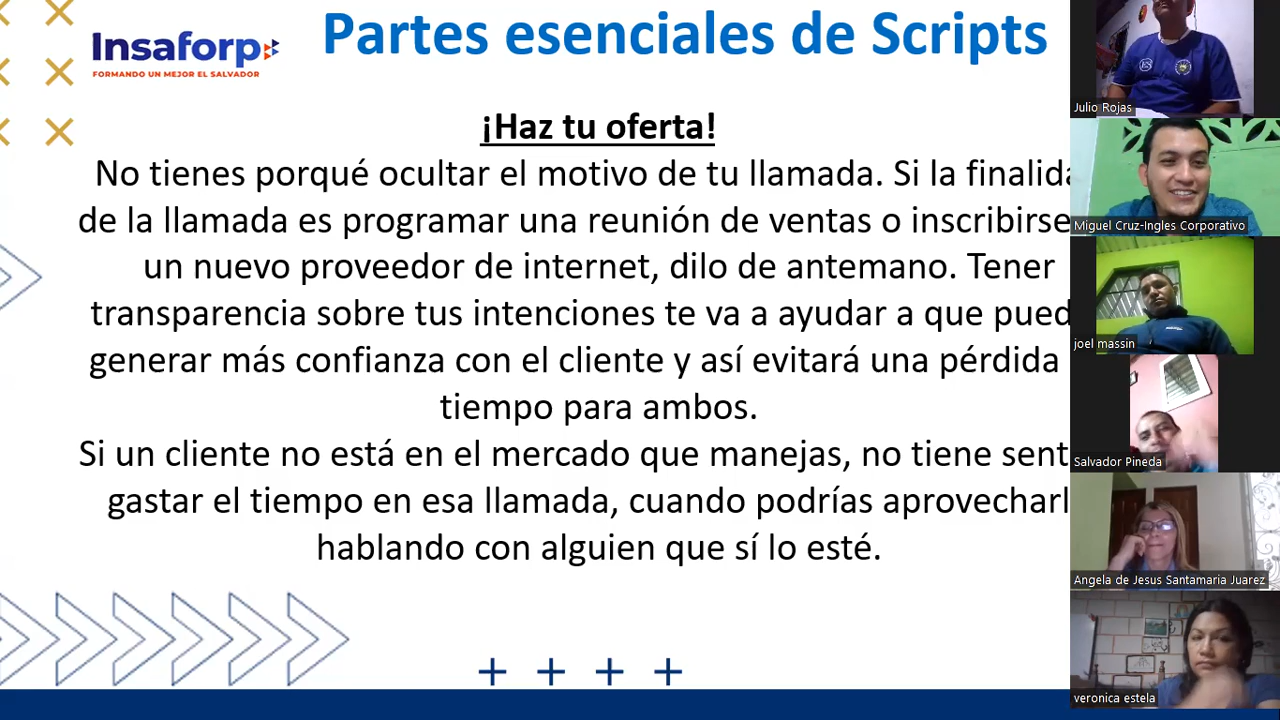 Partes esenciales de Scripts
Insaforp
FORMANDO UN MEJOR EL SALVADOR
¡Haz tu oferta!
No tienes porqué ocultar el motivo de tu llamada. Si la finalid
de la llamada es programar una reunión de ventas o inscribirse
un nuevo proveedor de internet, dilo de antemano. Tener
transparencia sobre tus intenciones te va a ayudar a que pued
generar más confianza con el cliente y así evitará una pérdida
tiempo para ambos.
Si un cliente no está en el mercado que manejas, no tiene sent
gastar el tiempo en esa llamada, cuando podrías aprovecharl
hablando con alguien que sí lo esté.
Julio Rojas
Miguel Cruz-Ingles Corporativo
joel massin
Salvador Pineda
Angela de Jesus Santamaria Juarez
veronica estela